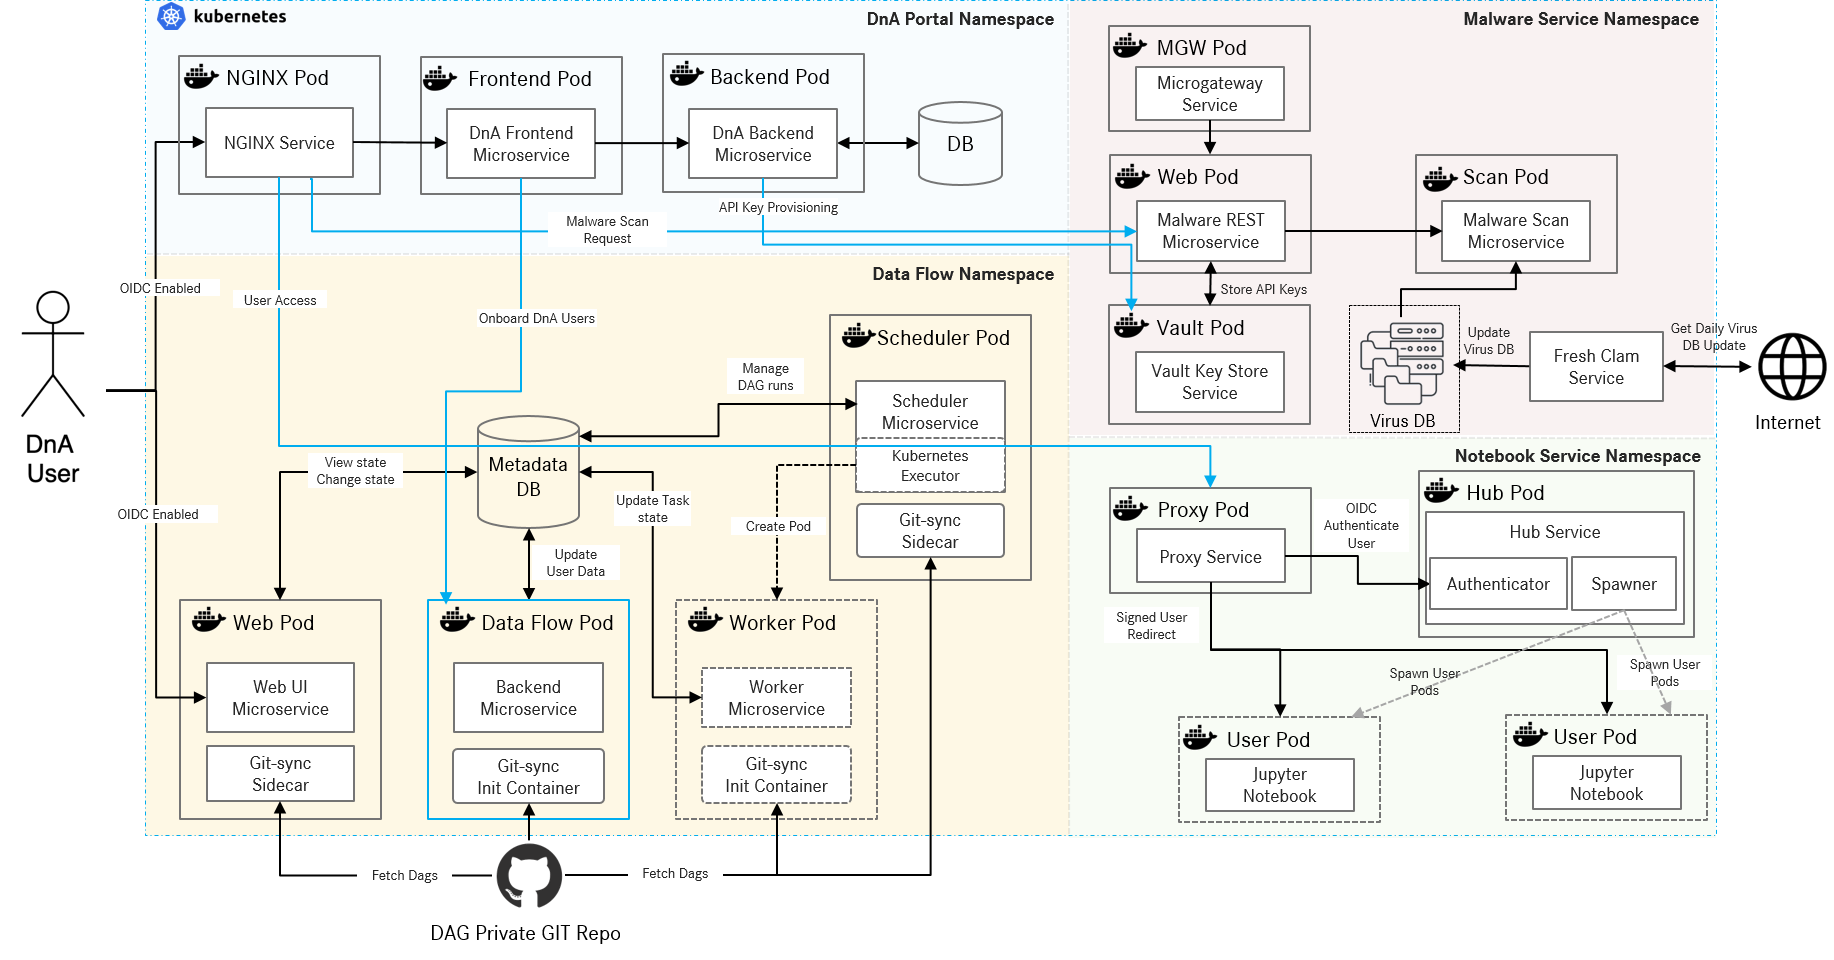 kubernetes
DnA Portal Namespace
Malware Service Namespace
NGINX Pod
NGINX Service
Frontend Pod
DnA Frontend
Microservice
Backend Pod
DnA Backend
Microservice
DB
API Key Provisioning
Malware Scan
Request
MGW Pod
Microgateway
Service
Web Pod
Malware REST
Microservice
Scan Pod
Malware Scan
Microservice
Store API Keys
Vault Pod
Vault Key Store
Service
Virus DB
Update
Virus DB
Fresh Clam
Service
Get Daily Virus
DB Update
Internet
OIDC Enabled
User Access
Onboard DnA Users
Data Flow Namespace
DnA
User
OIDC Enabled
Scheduler Pod
Scheduler
Microservice
Kubernetes
Executor
Git-sync
Sidecar
Manage
DAG runs
Metadata
DB
View state
Change state
Update Task
state
Create Pod
Update
User Data
Web Pod
Web UI
Microservice
Git-sync
Sidecar
Data Flow Pod
Backend
Microservice
Git-sync
Init Container
Worker Pod
Worker
Microservice
Git-sync
Init Container
Fetch Dags
Fetch Dags
DAG Private GIT Repo
Notebook Service Namespace
Proxy Pod
Proxy Service
OIDC
Authenticate
User
Hub Pod
Hub Service
Authenticator
Spawner
Signed User
Redirect
Spawn User
Pods
Spawn User
Pods
User Pod
Jupyter
Notebook
User Pod
Jupyter
Notebook